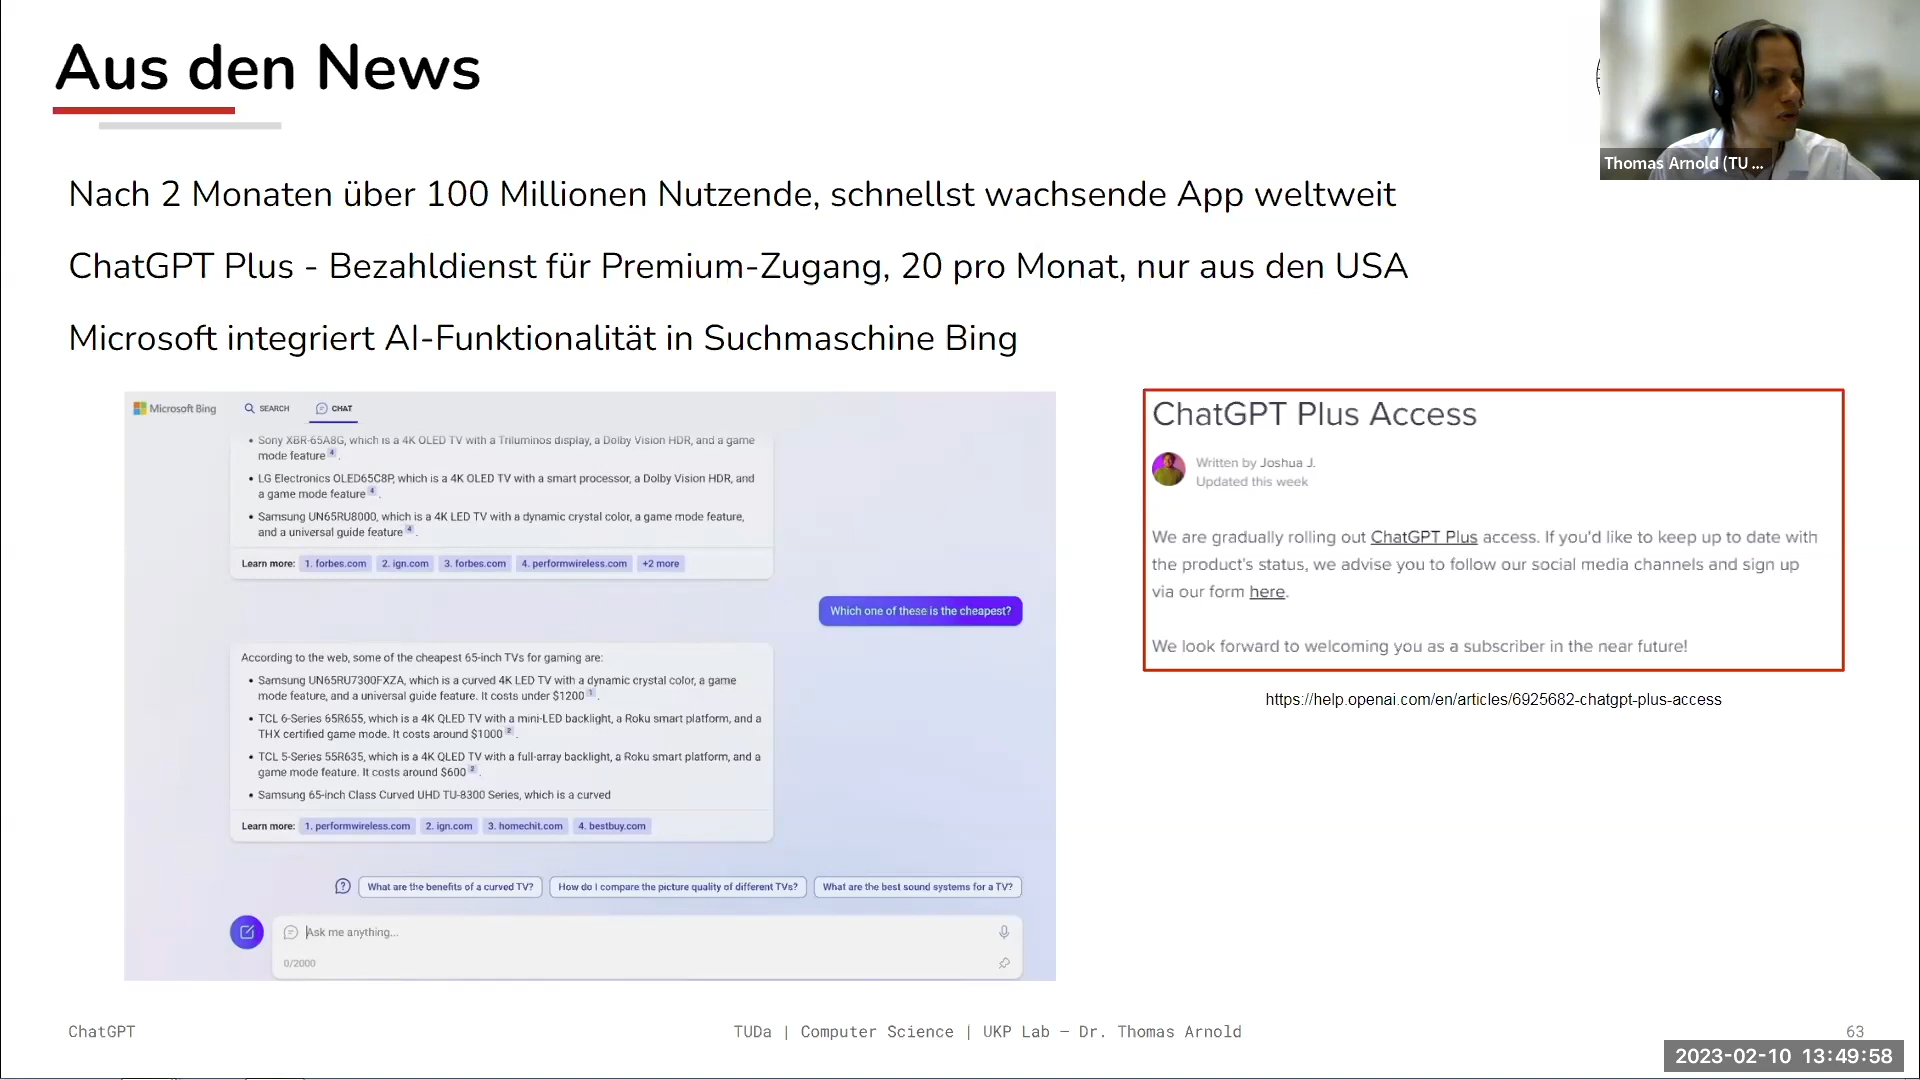 Aus den News
Thomas Arnold (TU ...
Nach 2 Monaten über 100 Millionen Nutzende, schnellst wachsende App weltweit
ChatGPT Plus - Bezahldienst für Premium-Zugang, 20 pro Monat, nur aus den USA
Microsoft integriert AI-Funktionalität in Suchmaschine Bing
Microsoft Bing
SEARCH
CHAT
• Sony XBR-65A8G, which is a 4K OLED TV with a Triluminos display, a Dolby Vision HDR, and a game
mode feature 4 .
• LG Electronics OLED65C8P, which is a 4K OLED TV with a smart processor, a Dolby Vision HDR, and
a game mode feature 4 .
• Samsung UN65RU8000, which is a 4K LED TV with a dynamic crystal color, a game mode feature,
and a universal guide feature 4 .
Learn more: 1. forbes.com 2. ign.com 3. forbes.com 4. performwireless.com +2 more
Which one of these is the cheapest?
According to the web, some of the cheapest 65-inch TVs for gaming are:
• Samsung UN65RU7300FXZA, which is a curved 4K LED TV with a dynamic crystal color, a game
mode feature, and a universal guide feature. It costs under $1200 1 .
• TCL 6-Series 65R655, which is a 4K QLED TV with a mini-LED backlight, a Roku smart platform, and a
THX certified game mode. It costs around $1000 2 .
• TCL 5-Series 55R635, which is a 4K QLED TV with a full-array backlight, a Roku smart platform, and a
game mode feature. It costs around $600 2 .
• Samsung 65-inch Class Curved UHD TU-8300 Series, which is a curved
Learn more: 1. performwireless.com 2. ign.com 3. homechit.com 4. bestbuy.com
What are the benefits of a curved TV?
How do I compare the picture quality of different TVs?
What are the best sound systems for a TV?
Ask me anything...
0/2000
ChatGPT Plus Access
Written by Joshua J.
Updated this week
We are gradually rolling out ChatGPT Plus access. If you'd like to keep up to date with
the product's status, we advise you to follow our social media channels and sign up
via our form here.
We look forward to welcoming you as a subscriber in the near future!
https://help.openai.com/en/articles/6925682-chatgpt-plus-access
ChatGPT
TUDa | Computer Science | UKP Lab – Dr. Thomas Arnold
63
2023-02-10 13:49:58